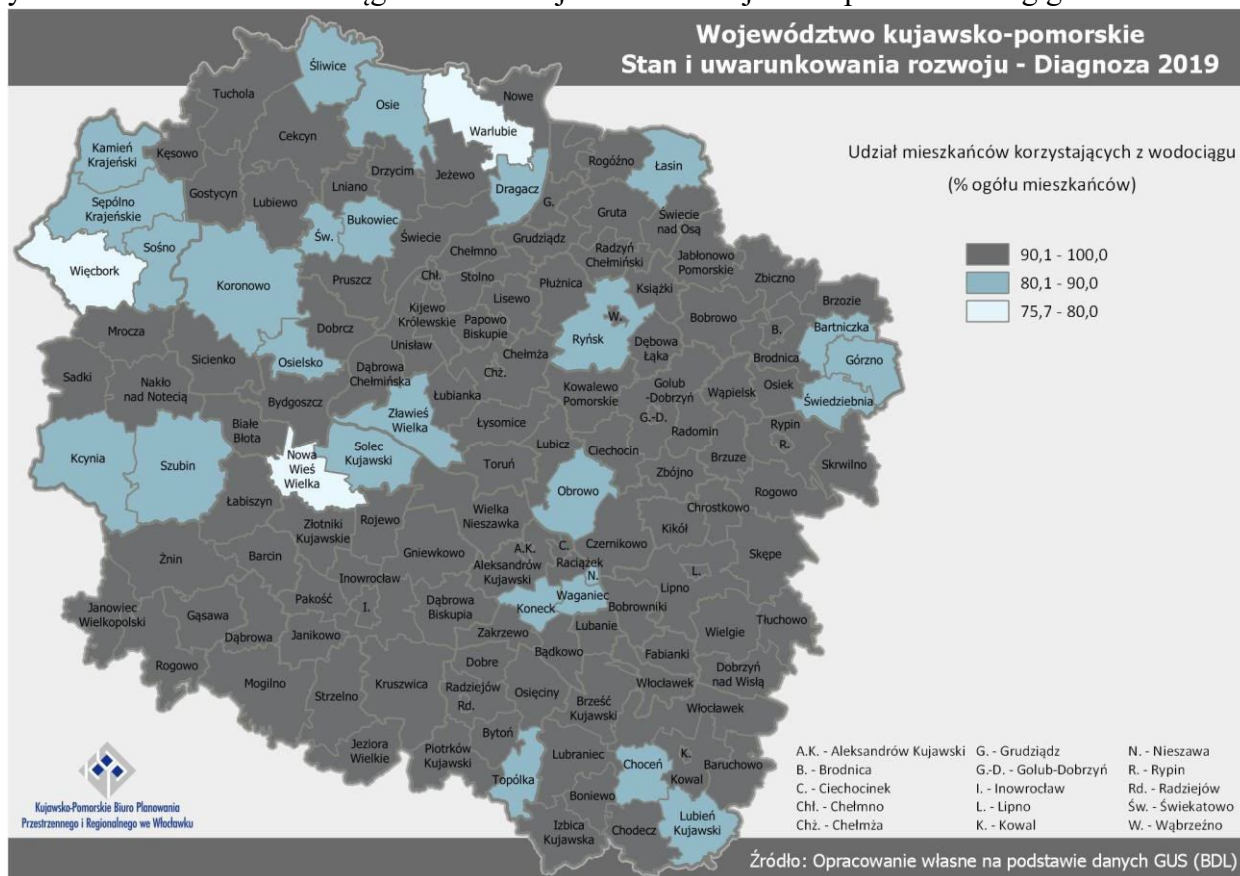 Województwo kujawsko-pomorskie
Stan i uwarunkowania rozwoju - Diagnoza 2019
Udział mieszkańców korzystających z wodociągu
(% ogółu mieszkańców)
90,1 - 100,0
80,1 - 90,0
75,7 - 80,0
Śliwice
Tuchola
Osie
Nowe
Warlubie
Cekcyn
Kamień
Krajeński
Kęsowo
Rogóźno
Łasin
Drzycim
Jeżewo
Dragacz
Gostycyn
Lubiewo
Lniano
G.
Sępólno
Krajeńskie
Gruta
Świecie
nad Osą
Bukowiec
Św.
Świecie
Grudziądz
Sośno
Więcbork
Koronowo
Chełmno
Radzyń
Chełmiński
Jabłonowo
Pomorskie
Zbiczno
Pruszcz
Chł.
Stolno
Płużnica
Książki
Lisewo
Brzozie
Kijewo
Królewskie
Papowo
Biskupie
W.
Bobrowo
Bartniczka
B.
Mrocza
Dobrcz
Ryńsk
Dębowa
Łąka
Unisław
Chełmża
Brodnica
Górzno
Sicienko
Osielsko
Dąbrowa
Chełmińska
Chż.
Sadki
Nakło
nad Notecią
Kowalewo
Pomorskie
Golub
-Dobrzyń
Wąpielsk
Osiek
Świedziebnia
Bydgoszcz
Łubianka
Zławieś
Wielka
G.-D.
Białe
Błota
Łysomice
Radomin
Rypin
R.
Lubicz
Ciechocin
Kcynia
Szubin
Nowa
Wieś
Wielka
Solec
Kujawski
Toruń
Zbójno
Brzuze
Skrwilno
Obrowo
Rogowo
Łabiszyn
Złotniki
Kujawskie
Rojewo
Wielka
Nieszawka
Chrostkowo
Kikół
Żnin
Barcin
Gniewkowo
A.K.
C.
Czernikowo
Aleksandrów
Kujawski
Raciążek
Skępe
Inowrocław
N.
L.
Lipno
Janowiec
Wielkopolski
Gąsawa
Pakość
I.
Dąbrowa
Biskupia
Koneck
Waganiec
Bobrowniki
Tłuchowo
Dąbrowa
Janikowo
Zakrzewo
Lubanie
Wielgie
Rogowo
Bądkowo
Fabianki
Dobre
Dobrzyń
nad Wisłą
Mogilno
Strzelno
Kruszwica
Radziejów
Rd.
Osięciny
Włocławek
Brześć
Kujawski
Włocławek
Bytoń
Jeziora
Wielkie
Piotrków
Kujawski
Lubraniec
K.
Topólka
Choceń
Kowal
Baruchowo
Boniewo
Lubień
Kujawski
Izbica
Kujawska
Chodecz
A.K. - Aleksandrów Kujawski G. - Grudziądz N. - Nieszawa
B. - Brodnica G.-D. - Golub-Dobrzyń R. - Rypin
C. - Ciechocinek I. - Inowrocław Rd. - Radziejów
Chł. - Chełmno L. - Lipno Św. - Świekatowo
Chż. - Chełmża K. - Kowal W. - Wąbrzeźno
Kujawsko-Pomorskie Biuro Planowania
Przestrzennego i Regionalnego we Włocławku
Źródło: Opracowanie własne na podstawie danych GUS (BDL)